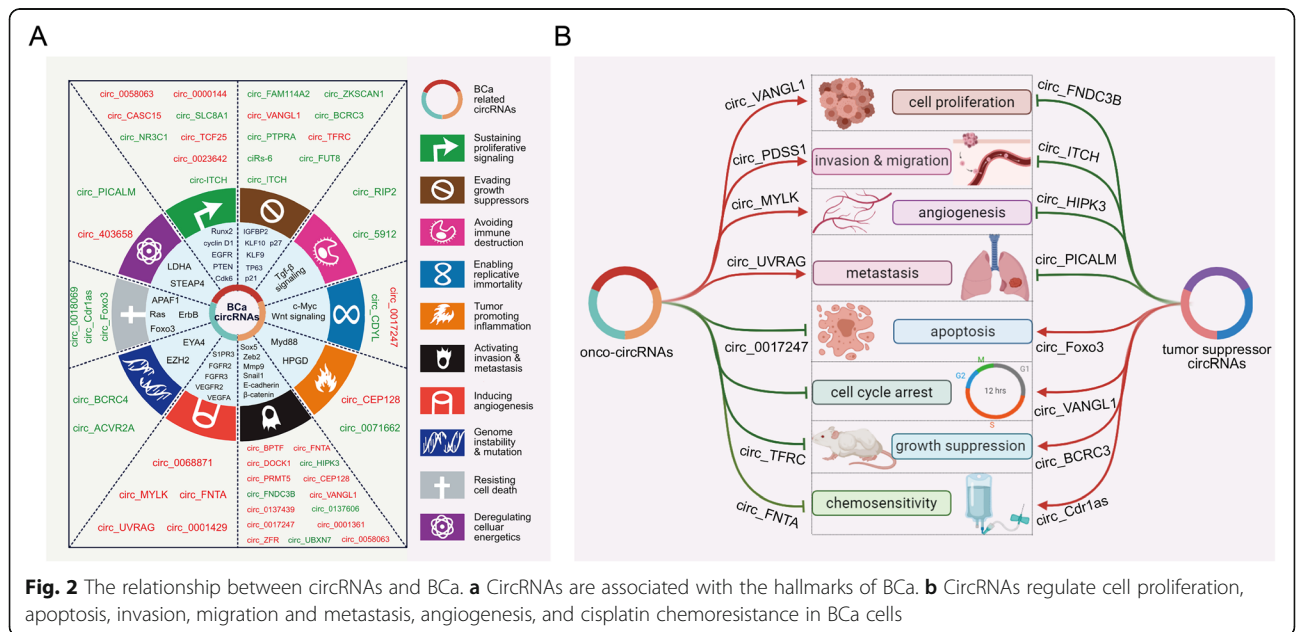 A
circ_0058063 circ_0000144
circ_CASC15 circ_SLC8A1
circ_NR3C1 circ_TCF25
circ_0023642
circ-ITCH
circ_FAM114A2 circ_ZKSCAN1
circ_VANGL1 circ_BCRC3
circ_PTPRA circ_TFRC
ciRs-6 circ_FUT8
circ_ITCH
circ_PICALM
circ_403658
circ_RIP2
circ_5912
circ_0018069
circ_Cdr1as
circ_Foxo3
circ_0017247
circ_CDYL
Runx2
cyclin D1
EGFR
PTEN
Cdk6
IGFBP2
KLF10 p27
KLF9
TP63
p21
Tgf-β
signaling
LDHA
STEAP4
APAF1
Ras ErbB
Foxo3
BCa
circRNAs
c-Myc
Wnt signaling
EYA4
EZH2
S1PR3
FGFR2
FGFR3
VEGFR2
VEGFA
Sox5
Zeb2
Mmp9
Snail1
E-cadherin
β-catenin
Myd88
HPGD
circ_BCRC4
circ_ACVR2A
circ_CEP128
circ_0071662
circ_0068871
circ_MYLK circ_FNTA
circ_UVRAG circ_0001429
circ_BPTF circ_FNTA
circ_DOCK1 circ_HIPK3
circ_PRMT5 circ_CEP128
circ_FNDC3B circ_VANGL1
circ_0137439 circ_0137606
circ_0017247 circ_0001361
circ_ZFR circ_UBXN7 circ_0058063
BCa
related
circRNAs
Sustaining
proliferative
signaling
Evading
growth
suppressors
Avoiding
immune
destruction
Enabling
replicative
immortality
Tumor
promoting
inflammation
Activating
invasion &
metastasis
Inducing
angiogenesis
Genome
instability
& mutation
Resisting
cell death
Deregulating
celluar
energetics
B
onco-circRNAs
circ_VANGL1
circ_PDSS1
circ_MYLK
circ_UVRAG
circ_0017247
circ_TFRC
circ_FNTA
cell proliferation
invasion & migration
angiogenesis
metastasis
apoptosis
cell cycle arrest
M
G1
G2
12 hrs
S
growth suppression
chemosensitivity
circ_FNDC3B
circ_ITCH
circ_HIPK3
circ_PICALM
circ_Foxo3
circ_VANGL1
circ_BCRC3
circ_Cdr1as
tumor suppressor
circRNAs
Fig. 2 The relationship between circRNAs and BCa. a CircRNAs are associated with the hallmarks of BCa. b CircRNAs regulate cell proliferation,
apoptosis, invasion, migration and metastasis, angiogenesis, and cisplatin chemoresistance in BCa cells